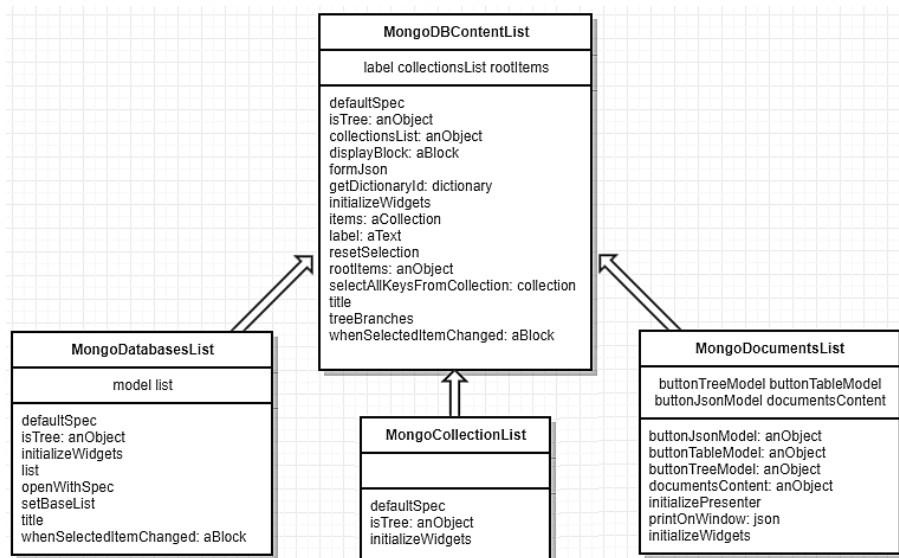 MongoDBContentList
label collectionsList rootItems
defaultSpec
isTree: anObject
collectionsList: anObject
displayBlock: aBlock
formJson
getDictionaryId: dictionary
initializeWidgets
items: aCollection
label: aText
resetSelection
rootItems: anObject
selectAllKeysFromCollection: collection
title
treeBranches
whenSelectedItemChanged: aBlock
MongoDatabasesList
model list
defaultSpec
isTree: anObject
initializeWidgets
list
openWithSpec
setBaseList
title
whenSelectedItemChanged: aBlock
MongoCollectionList
defaultSpec
isTree: anObject
initializeWidgets
MongoDocumentsList
buttonTreeModel buttonTableModel
buttonJsonModel documentsContent
buttonJsonModel: anObject
buttonTableModel: anObject
buttonTreeModel: anObject
documentsContent: anObject
initializePresenter
printOnWindow: json
initializeWidgets